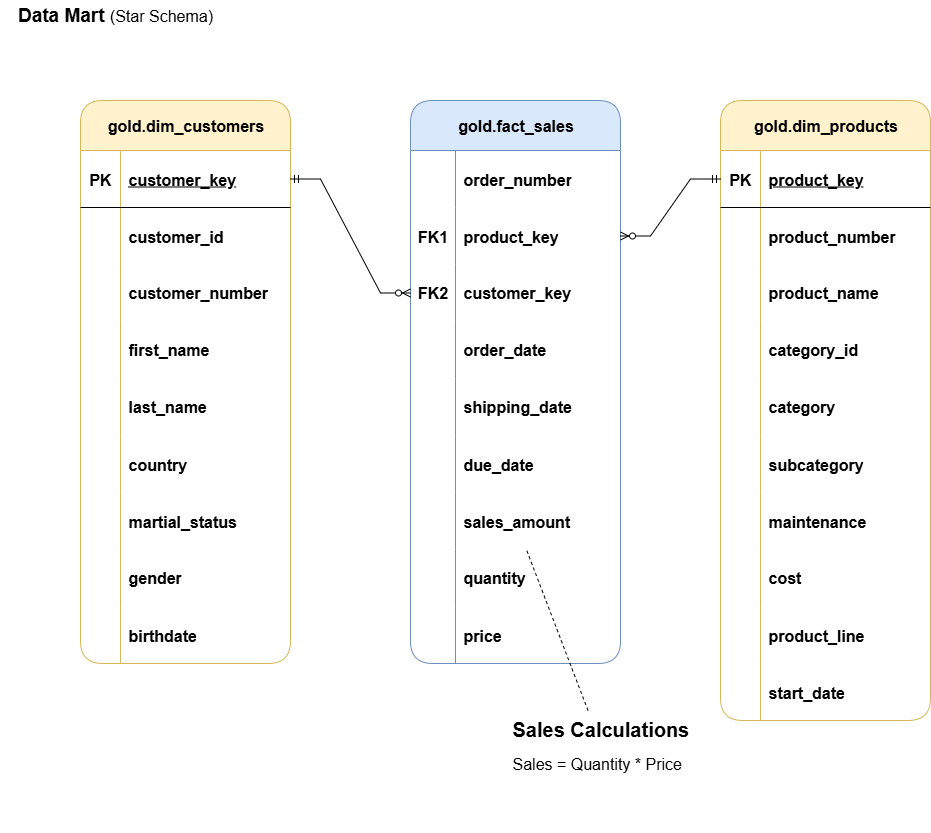 Data Mart (Star Schema)
gold.dim_customers
PK customer_key
customer_id
customer_number
first_name
last_name
country
martial_status
gender
birthdate
gold.fact_sales
order_number
FK1 product_key
FK2 customer_key
order_date
shipping_date
due_date
sales_amount
quantity
price
gold.dim_products
PK product_key
product_number
product_name
category_id
category
subcategory
maintenance
cost
product_line
start_date
Sales Calculations
Sales = Quantity * Price